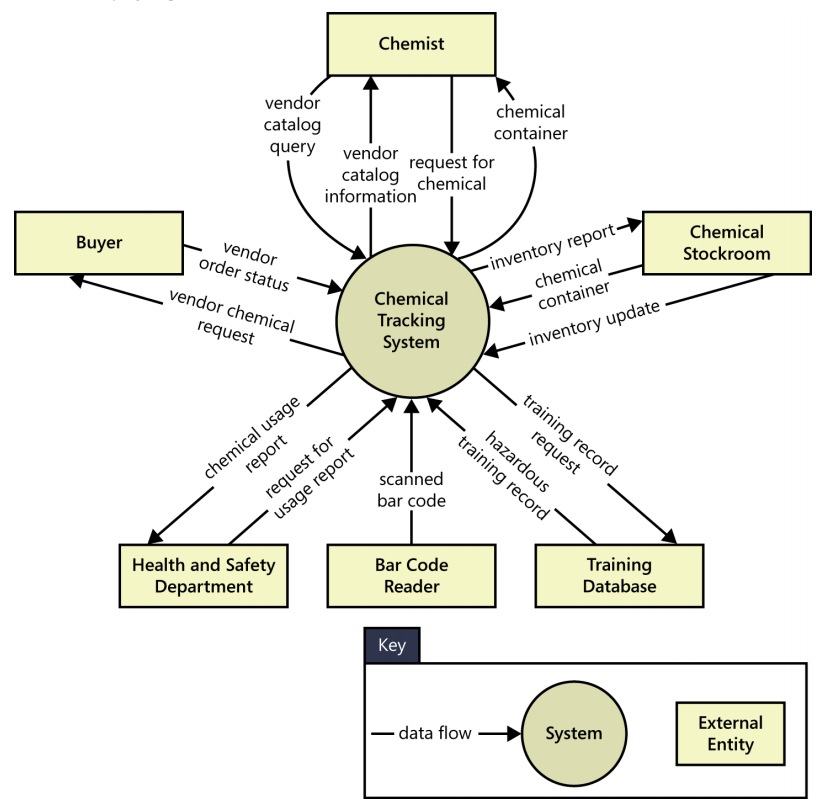 Chemist
vendor
catalog
query
vendor
catalog
information
request for
chemical
chemical
container
Buyer
vendor
order status
vendor chemical
request
Chemical
Tracking
System
inventory report
chemical
container
inventory update
Chemical
Stockroom
chemical usage
report
request for
usage report
scanned
bar code
hazardous
training record
training record
request
Health and Safety
Department
Bar Code
Reader
Training
Database
Key
data flow
System
External
Entity